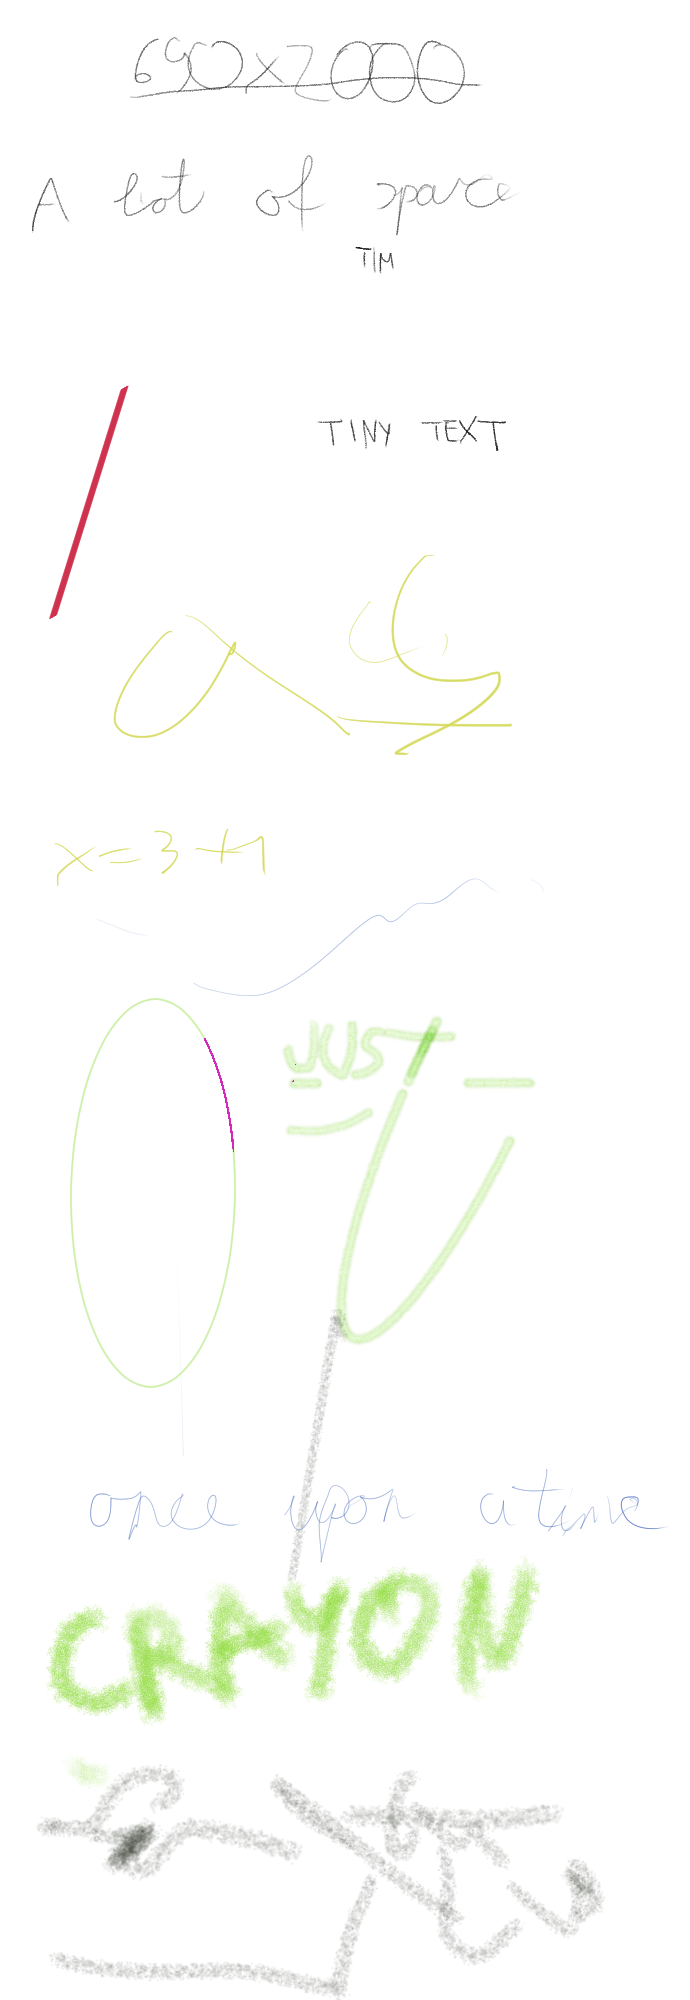 690x2000
A lot of space
TIM
TINY TEXT
x=3+1
JUST
once upon a time
CRAYON